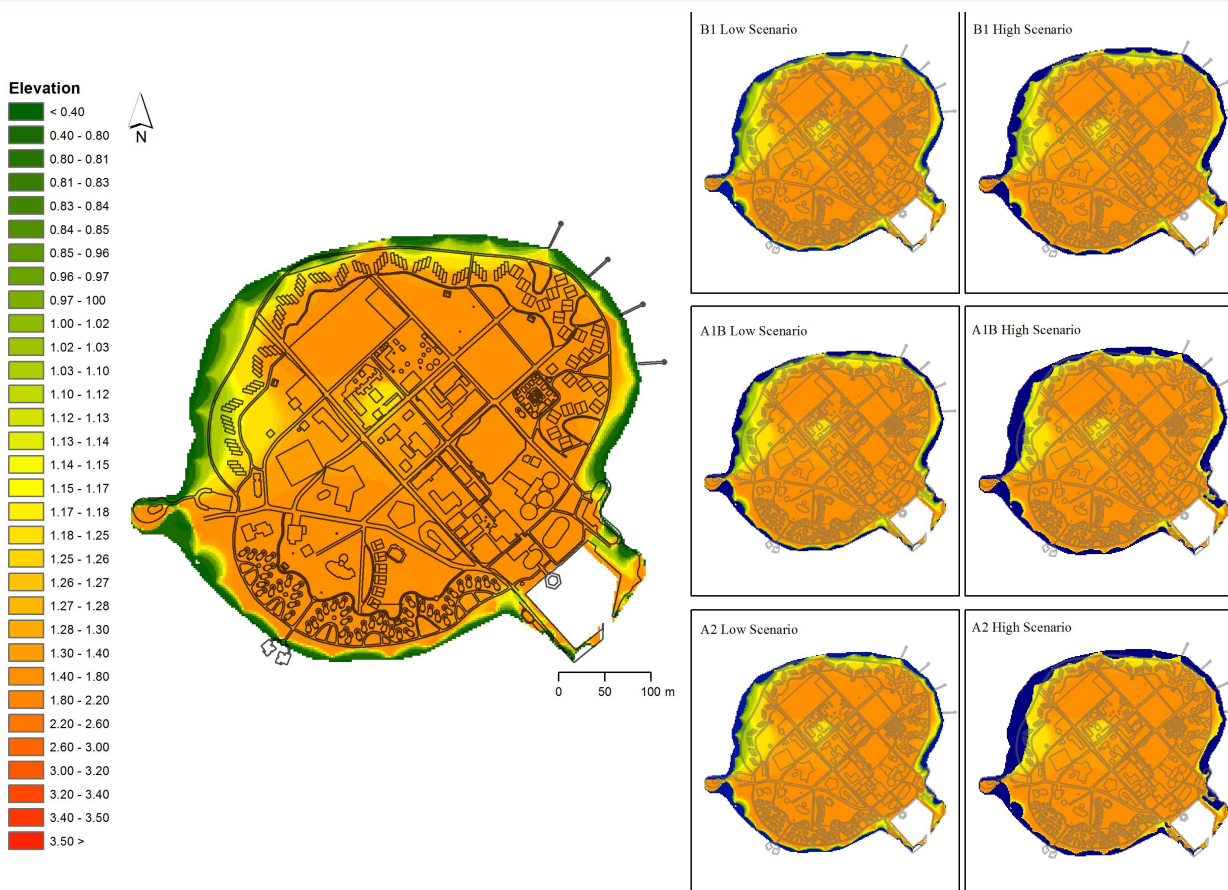 Elevation
< 0.40
0.40 - 0.80
0.80 - 0.81
0.81 - 0.83
0.83 - 0.84
0.84 - 0.85
0.85 - 0.96
0.96 - 0.97
0.97 - 100
1.00 - 1.02
1.02 - 1.03
1.03 - 1.10
1.10 - 1.12
1.12 - 1.13
1.13 - 1.14
1.14 - 1.15
1.15 - 1.17
1.17 - 1.18
1.18 - 1.25
1.25 - 1.26
1.26 - 1.27
1.27 - 1.28
1.28 - 1.30
1.30 - 1.40
1.40 - 1.80
1.80 - 2.20
2.20 - 2.60
2.60 - 3.00
3.00 - 3.20
3.20 - 3.40
3.40 - 3.50
3.50 >
N
0 50 100 m
B1 Low Scenario
B1 High Scenario
A1B Low Scenario
A1B High Scenario
A2 Low Scenario
A2 High Scenario